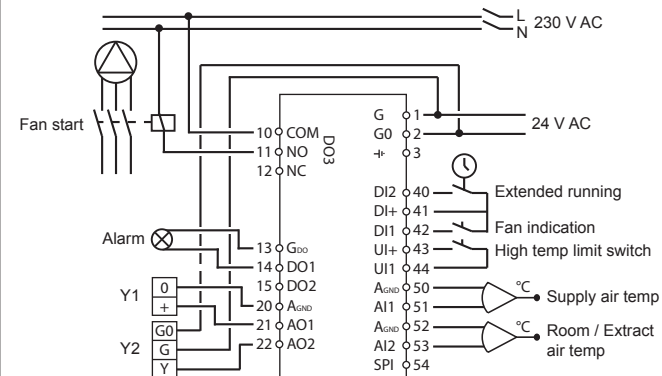 L
N
230 V AC
Fan start
G
1
G0
2
3
24 V AC
10
COM
11
NO
12
NC
DO3
DI2
40
Extended running
DI+
41
DI1
42
Fan indication
UI+
43
High temp limit switch
UI1
44
Alarm
13
GDO
14
DO1
15
DO2
20
AGND
21
AO1
22
AO2
Y1
0
+
Y2
G0
G
Y
AGND
50
°C
Supply air temp
AI1
51
AGND
52
°C
Room / Extract
air temp
AI2
53
SPI
54